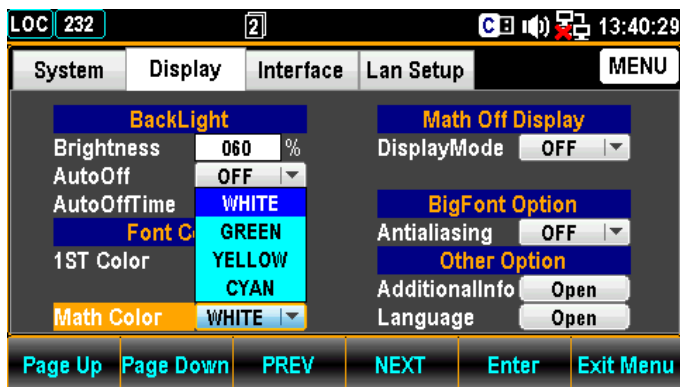 LOC 232 2 C 13:40:29
System Display Interface Lan Setup MENU
BackLight
Brightness 060 %
AutoOff OFF
AutoOffTime
WHITE
GREEN
YELLOW
CYAN
Font C
1ST Color
Math Color WHITE
Math Off Display
DisplayMode OFF
BigFont Option
Antialiasing OFF
Other Option
AdditionalInfo Open
Language Open
Page Up Page Down PREV NEXT Enter Exit Menu